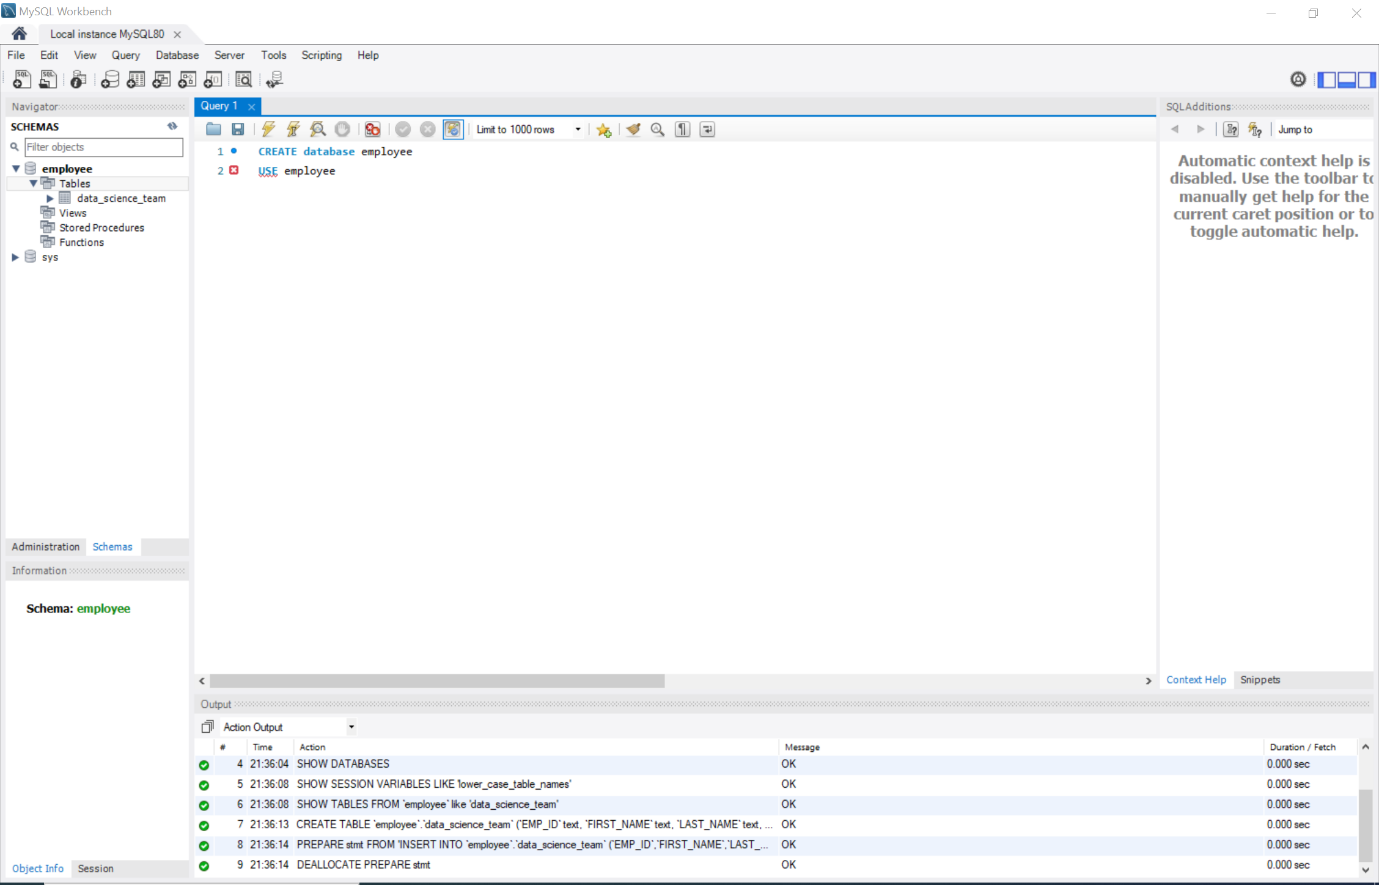 MySQL Workbench
Local instance MySQL80
File Edit View Query Database Server Tools Scripting Help
Navigator
SCHEMAS
Filter objects
employee
Tables
data_science_team
Views
Stored Procedures
Functions
sys
Administration Schemas
Information
Schema: employee
Object Info Session
Query 1
Limit to 1000 rows
1 CREATE database employee
2 USE employee
SQLAdditions
Jump to
Automatic context help is
disabled. Use the toolbar to
manually get help for the
current caret position or to
toggle automatic help.
Context Help Snippets
Output
Action Output
# Time Action Message Duration / Fetch
4 21:36:04 SHOW DATABASES OK 0.000 sec
5 21:36:08 SHOW SESSION VARIABLES LIKE 'lower_case_table_names' OK 0.000 sec
6 21:36:08 SHOW TABLES FROM `employee` like 'data_science_team' OK 0.000 sec
7 21:36:13 CREATE TABLE `employee`.`data_science_team` (`EMP_ID` text, `FIRST_NAME` text, `LAST_NAME` text, ... OK 0.000 sec
8 21:36:14 PREPARE stmt FROM 'INSERT INTO `employee`.`data_science_team` (`EMP_ID`,`FIRST_NAME`,`LAST_... OK 0.000 sec
9 21:36:14 DEALLOCATE PREPARE stmt OK 0.000 sec